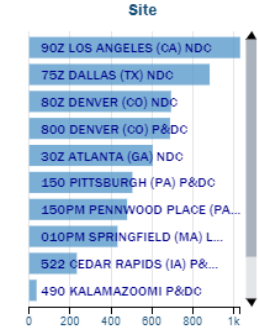 Site
90Z LOS ANGELES (CA) NDC
75Z DALLAS (TX) NDC
80Z DENVER (CO) NDC
800 DENVER (CO) P&DC
30Z ATLANTA (GA) NDC
150 PITTSBURGH (PA) P&DC
150PM PENNWOOD PLACE (PA...
010PM SPRINGFIELD (MA) L...
522 CEDAR RAPIDS (IA) P&...
490 KALAMAZOOMI P&DC
0 200 400 600 800 1k